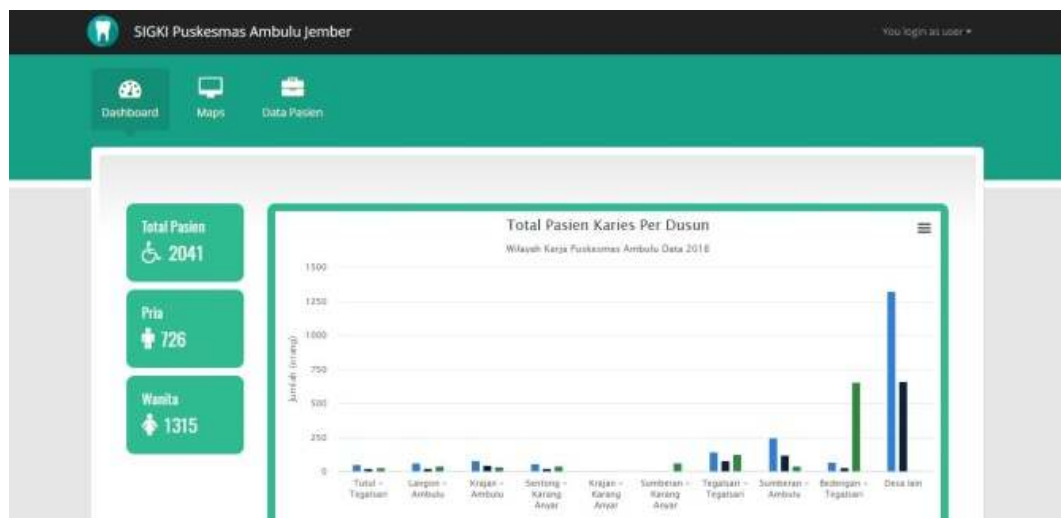 SIGKI Puskesmas Ambulu Jember
You login as user
Dashboard
Maps
Data Pasien
Total Pasien
2041
Pria
726
Wanita
1315
Total Pasien Karies Per Dusun
Wilayah Kerja Puskesmas Ambulu Data 2018
Jumlah (orang)
1500
1250
1000
750
500
250
0
Tutul - Tegalsari
Langon - Ambulu
Krajan - Ambulu
Sentong - Karang Anyar
Krajan - Karang Anyar
Sumberan - Karang Anyar
Tegalsari - Tegalsari
Sumberan - Ambulu
Bedengan - Tegalsari
Desa lain